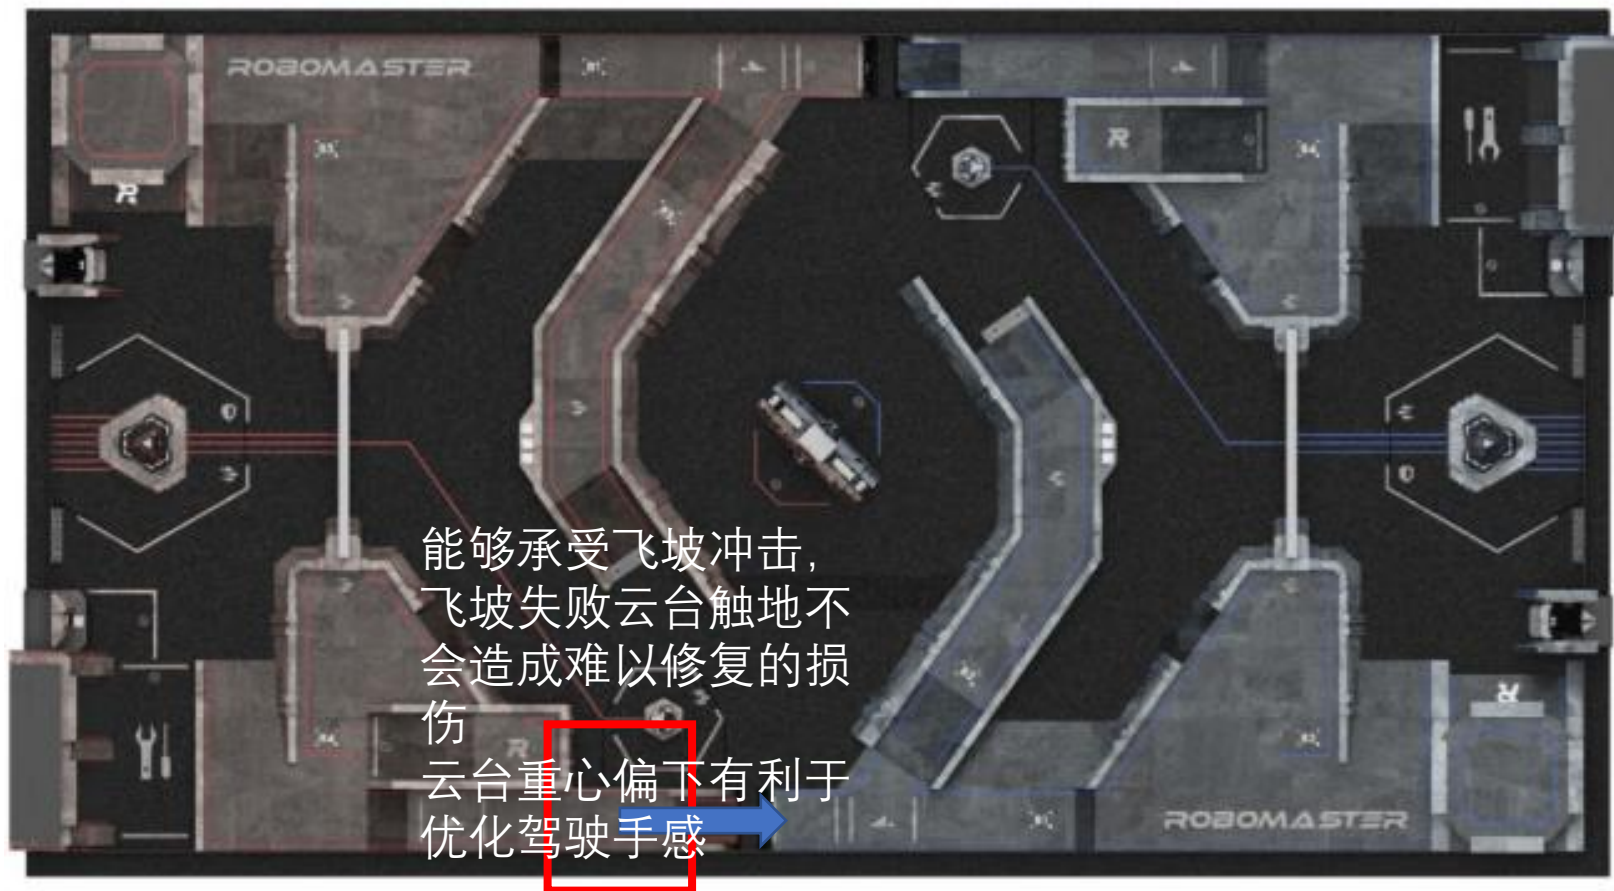 ROBOMASTER
能够承受飞坡冲击，
飞坡失败云台触地不
会造成难以修复的损
伤
云台重心偏下有利于
优化驾驶手感
ROBOMASTER